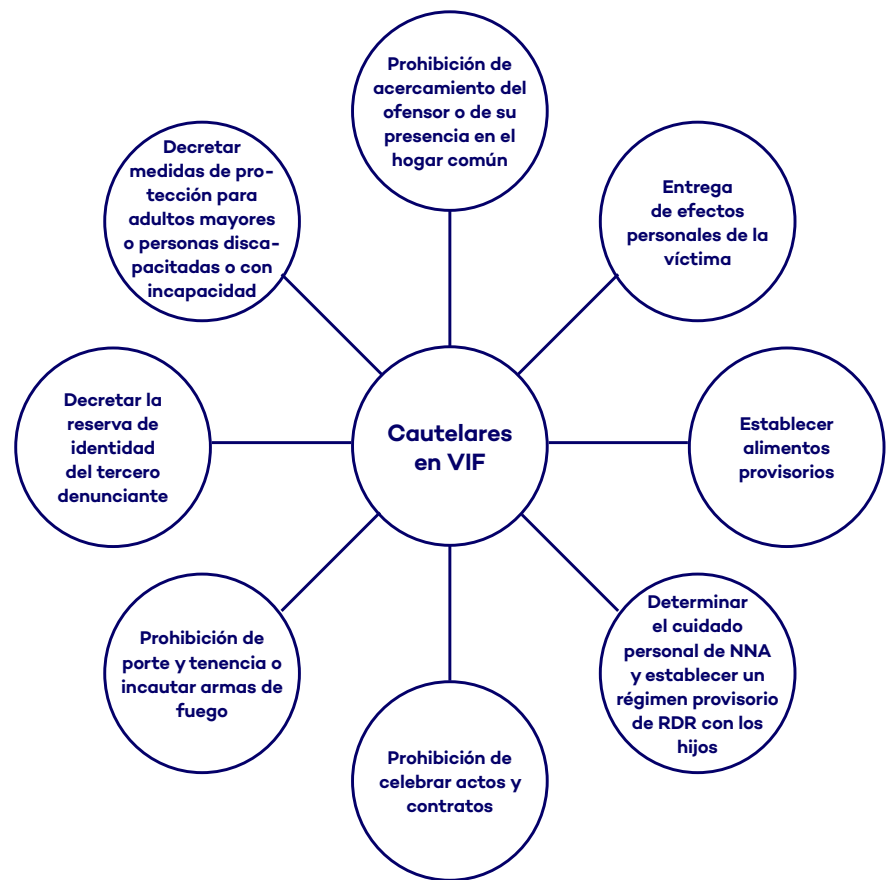 Prohibición de
acercamiento del
ofensor o de su
presencia en el
hogar común
Entrega
de efectos
personales de la
víctima
Establecer
alimentos
provisorios
Determinar
el cuidado
personal de NNA
y establecer un
régimen provisorio
de RDR con los
hijos
Prohibición de
celebrar actos y
contratos
Prohibición de
porte y tenencia o
incautar armas de
fuego
Decretar la
reserva de
identidad
del tercero
denunciante
Decretar
medidas de pro-
tección para
adultos mayores
o personas disca-
pacitadas o con
incapacidad
Cautelares
en VIF